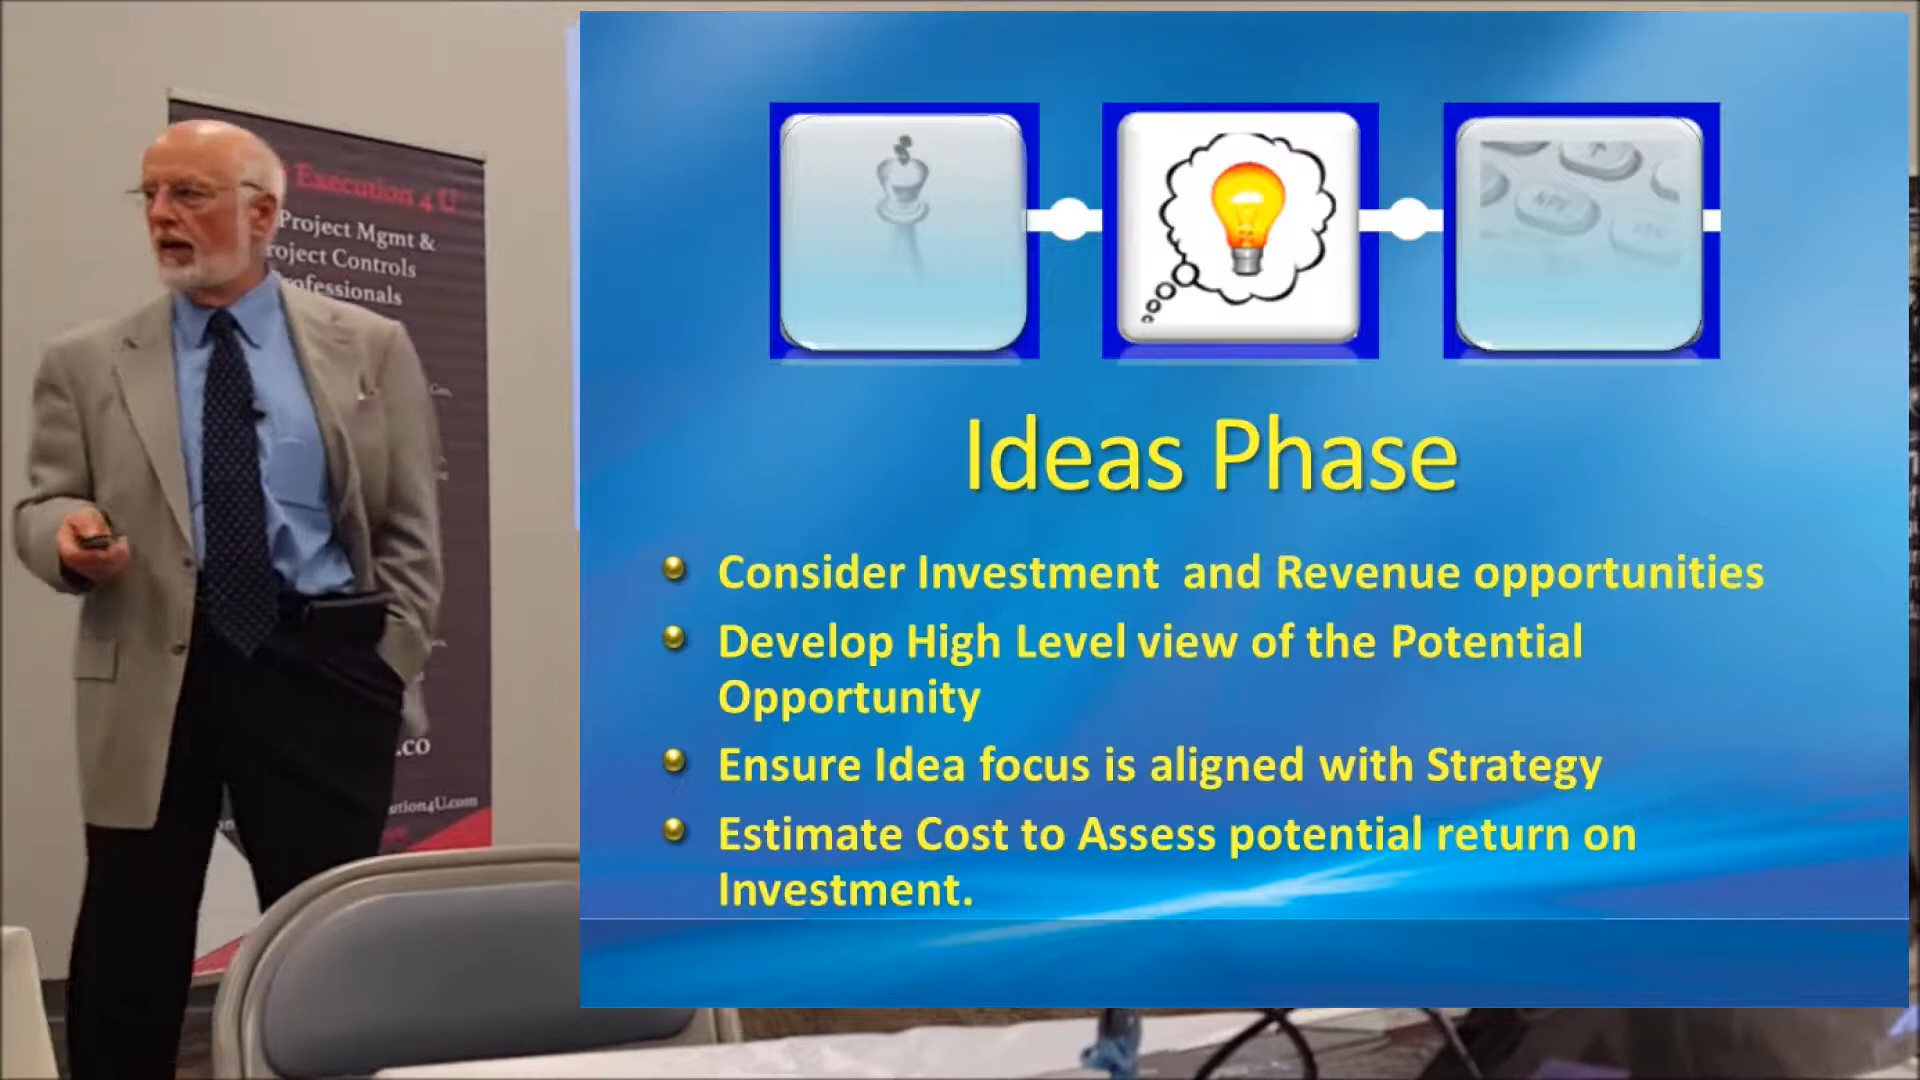 Execution 4 U
Project Mgmt &
roject Controls
rofessionals
.co
ution4U.com
NPV
Ideas Phase
Consider Investment  and Revenue opportunities
Develop High Level view of the Potential
Opportunity
Ensure Idea focus is aligned with Strategy
Estimate Cost to Assess potential return on
Investment.